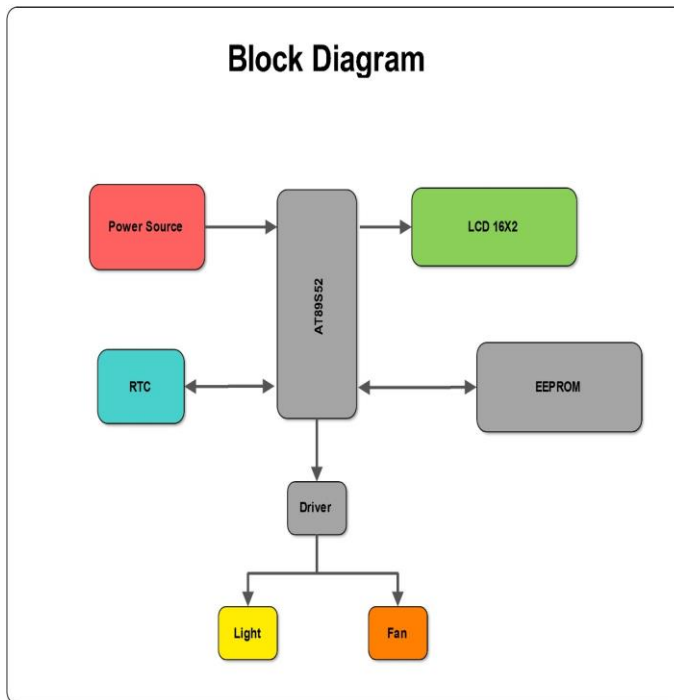 Block Diagram
Power Source
AT89S52
LCD 16X2
RTC
EEPROM
Driver
Light
Fan